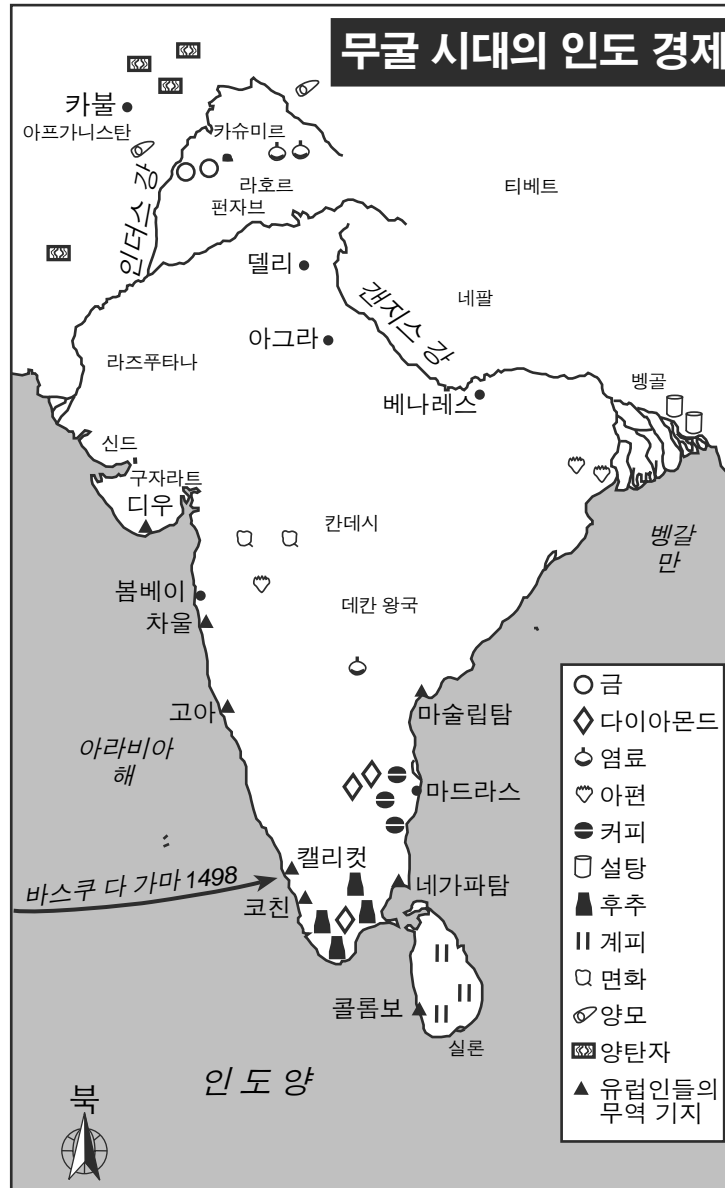 무굴 시대의 인도 경제
카불
아프가니스탄
카슈미르
인더스 강
라호르
펀자브
티베트
델리
갠지스 강
네팔
아그라
라즈푸타나
베나레스
벵골
신드
구자라트
디우
칸데시
벵갈
만
봄베이
차울
데칸 왕국
고아
마술립탐
아라비아
해
마드라스
캘리컷
바스쿠 다 가마 1498
코친
네가파탐
콜롬보
실론
인 도 양
북
금
다이아몬드
염료
아편
커피
설탕
후추
계피
면화
양모
양탄자
유럽인들의
무역 기지